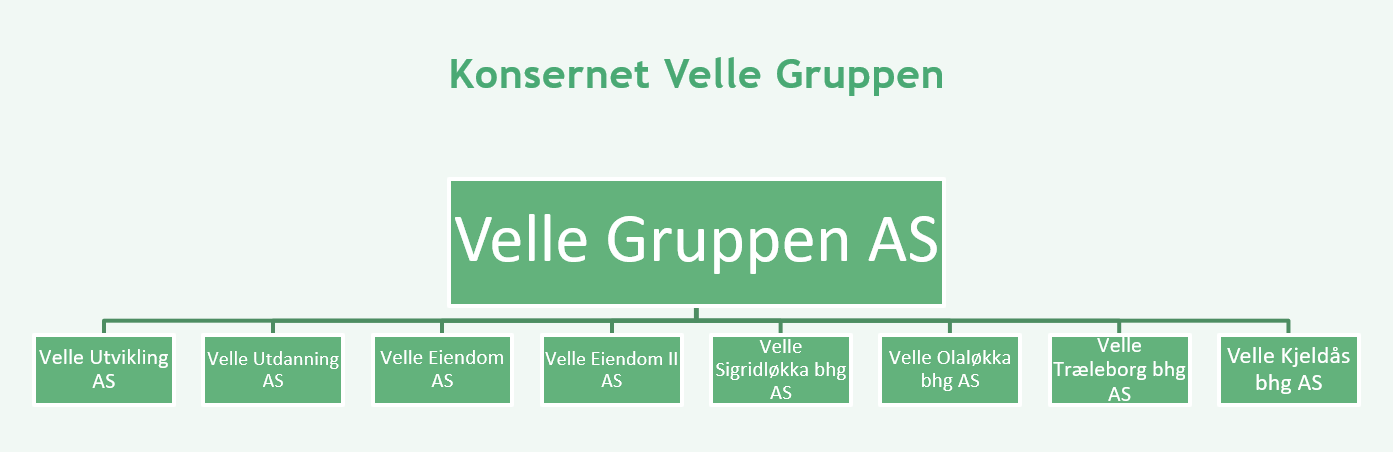 Konsernet Velle Gruppen
Velle Gruppen AS
Velle Utvikling
AS
Velle Utdanning
AS
Velle Eiendom
AS
Velle Eiendom II
AS
Velle
Sigridløkka bhg
AS
Velle Olaløkka
bhg AS
Velle
Træleborg bhg
AS
Velle Kjeldås
bhg AS